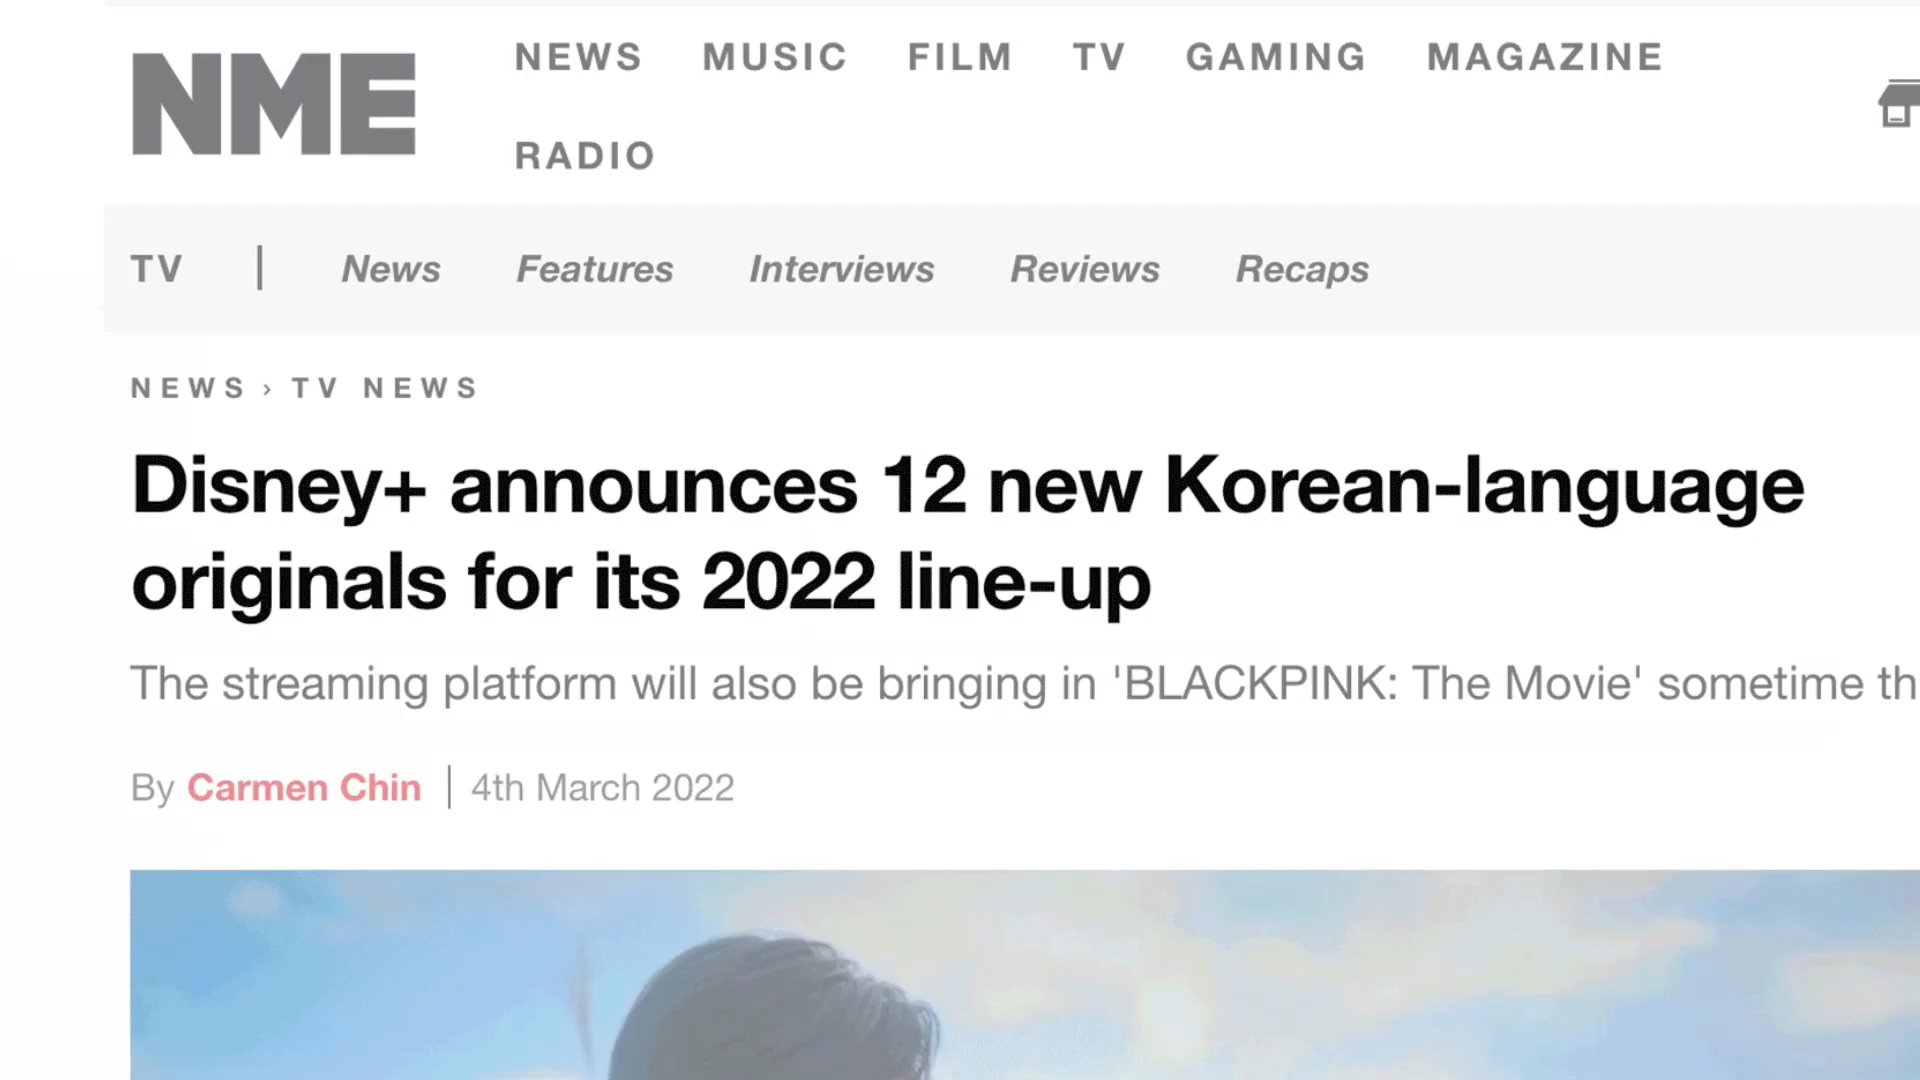 NME
NEWS MUSIC FILM TV GAMING MAGAZINE
RADIO
TV | News Features Interviews Reviews Recaps
NEWS › TV NEWS
Disney+ announces 12 new Korean-language
originals for its 2022 line-up
The streaming platform will also be bringing in 'BLACKPINK: The Movie' sometime
By Carmen Chin | 4th March 2022